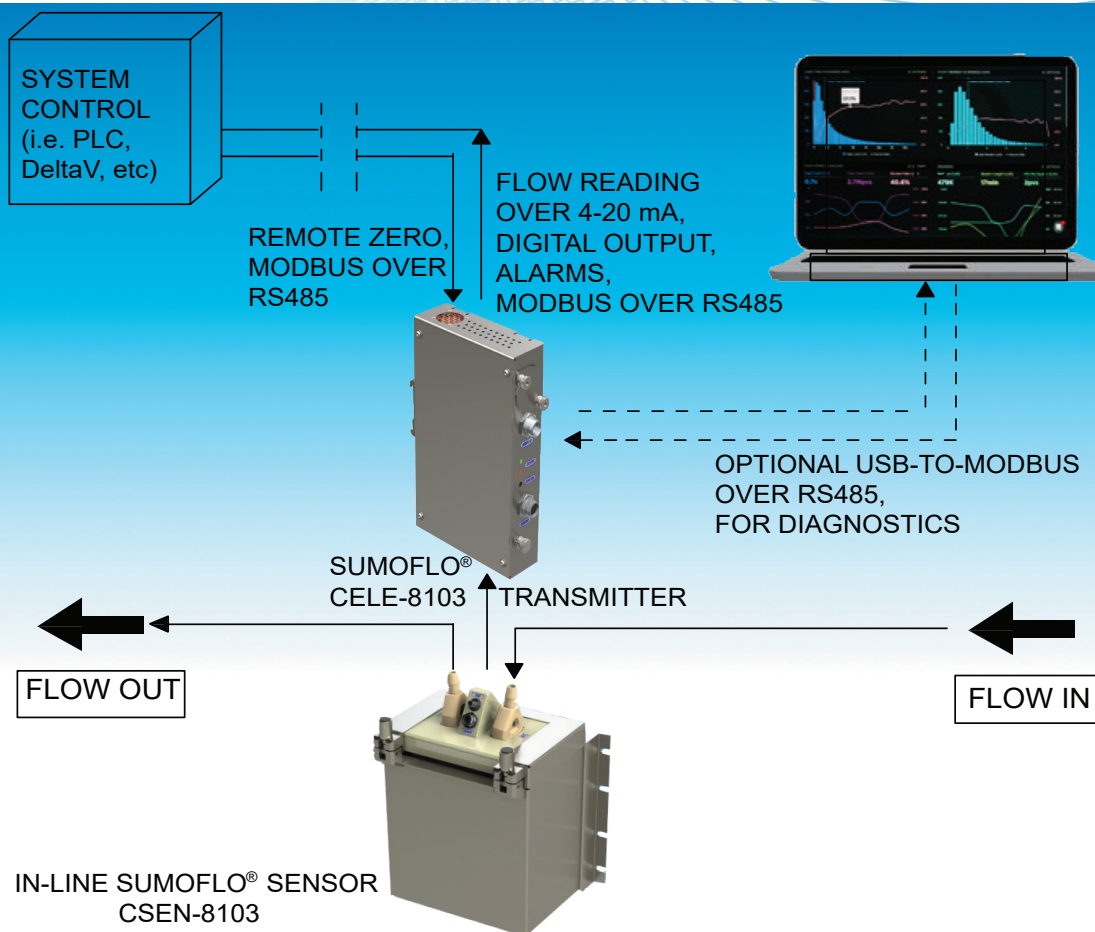 SYSTEM
CONTROL
(i.e. PLC,
DeltaV, etc)
REMOTE ZERO,
MODBUS OVER
RS485
FLOW READING
OVER 4-20 mA,
DIGITAL OUTPUT,
ALARMS,
MODBUS OVER RS485
OPTIONAL USB-TO-MODBUS
OVER RS485,
FOR DIAGNOSTICS
SUMOFLO®
CELE-8103 TRANSMITTER
FLOW OUT
FLOW IN
IN-LINE SUMOFLO® SENSOR
CSEN-8103